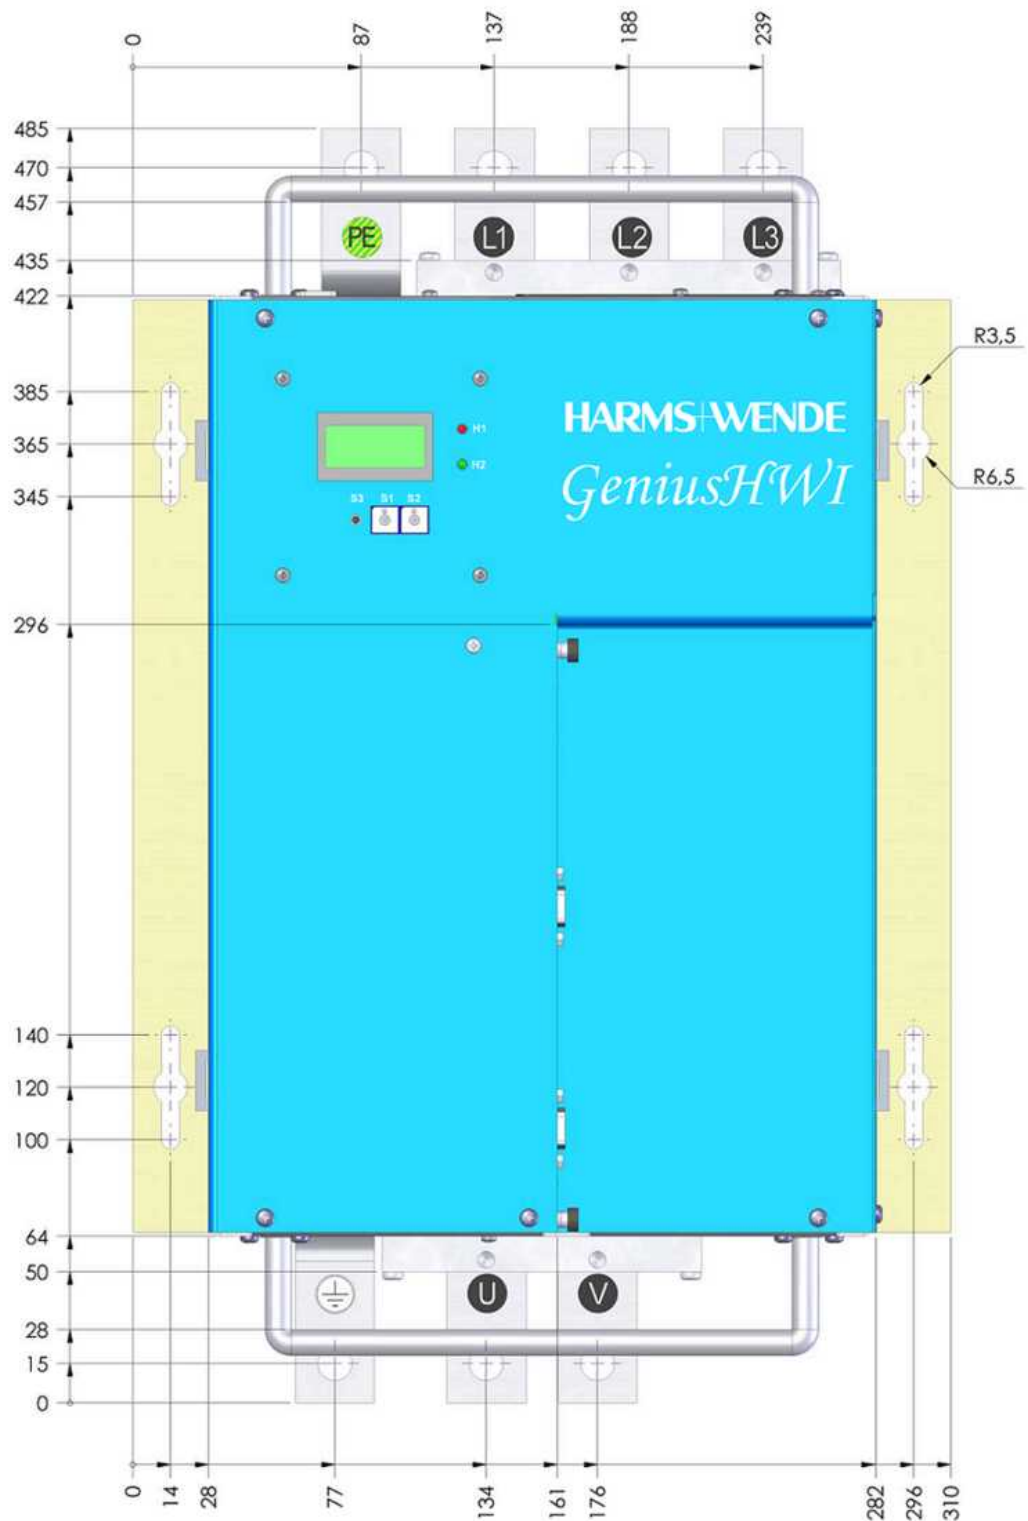 0 87 137 188 239
485
470
457
PE L1 L2 L3
435
422
R3,5
385
HARMS+WENDE
H1
365
H2
GeniusHWI
R6,5
345
S3 S1 S2
296
140
120
100
64
50
U V
28
15
0
0 14 28 77 134 161 176 282 296 310